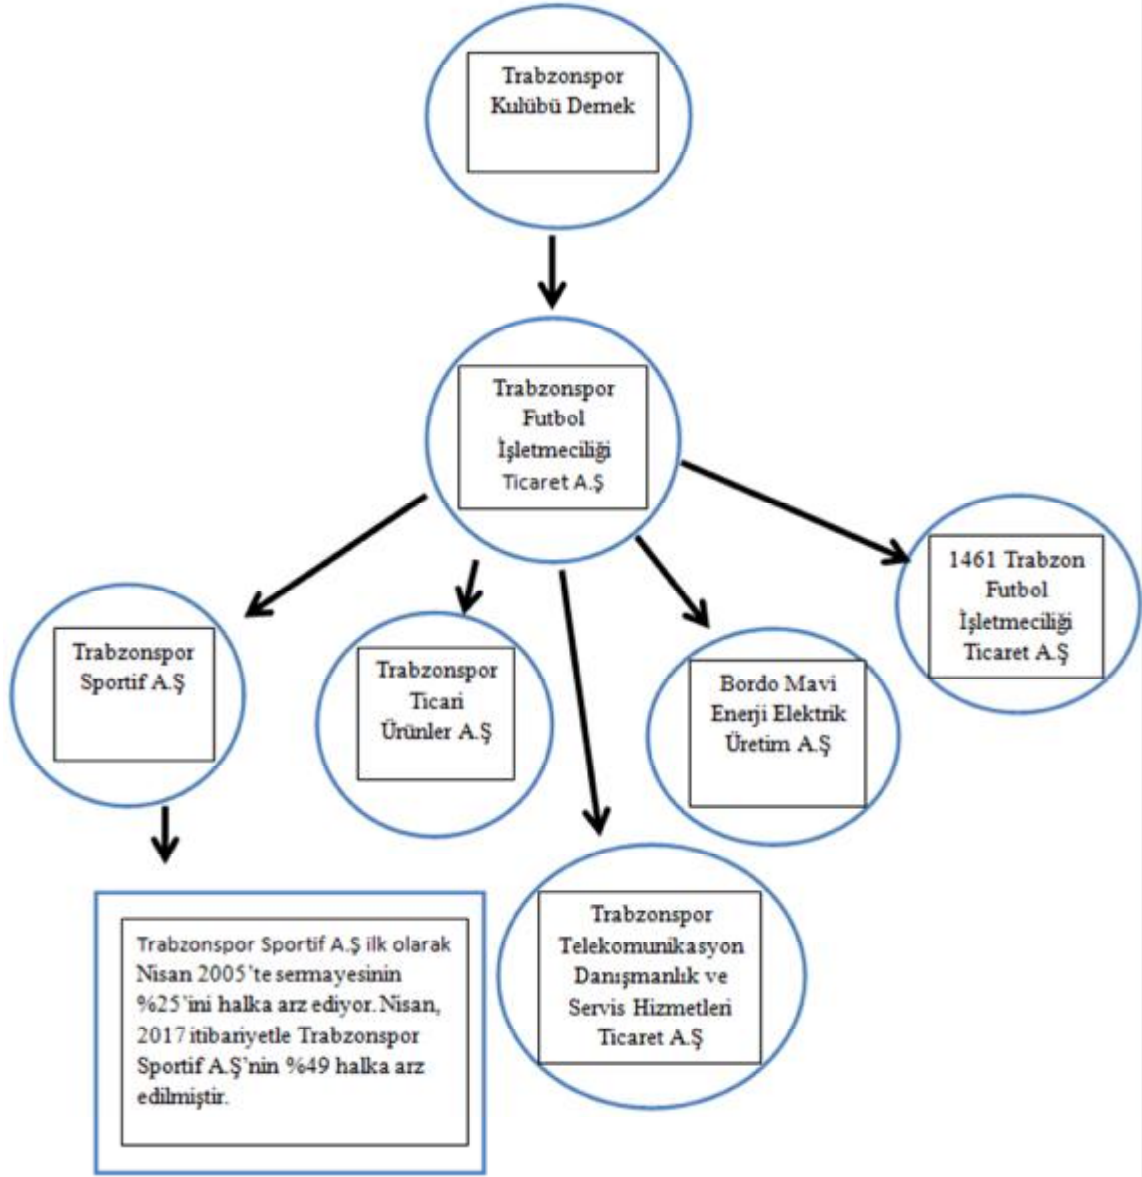 Trabzonspor
Kulübü Dernek
Trabzonspor
Futbol
İşletmeciliği
Ticaret A.Ş
1461 Trabzon
Futbol
İşletmeciliği
Ticaret A.Ş
Trabzonspor
Sportif A.Ş
Trabzonspor
Ticari
Ürünler A.Ş
Bordo Mavi
Enerji Elektrik
Üretim A.Ş
Trabzonspor
Telekomunikasyon
Danışmanlık ve
Servis Hizmetleri
Ticaret A.Ş
Trabzonspor Sportif A.Ş ilk olarak
Nisan 2005'te sermayesinin
%25'ini halka arz ediyor. Nisan,
2017 itibariyetle Trabzonspor
Sportif A.Ş'nin %49 halka arz
edilmiştir.